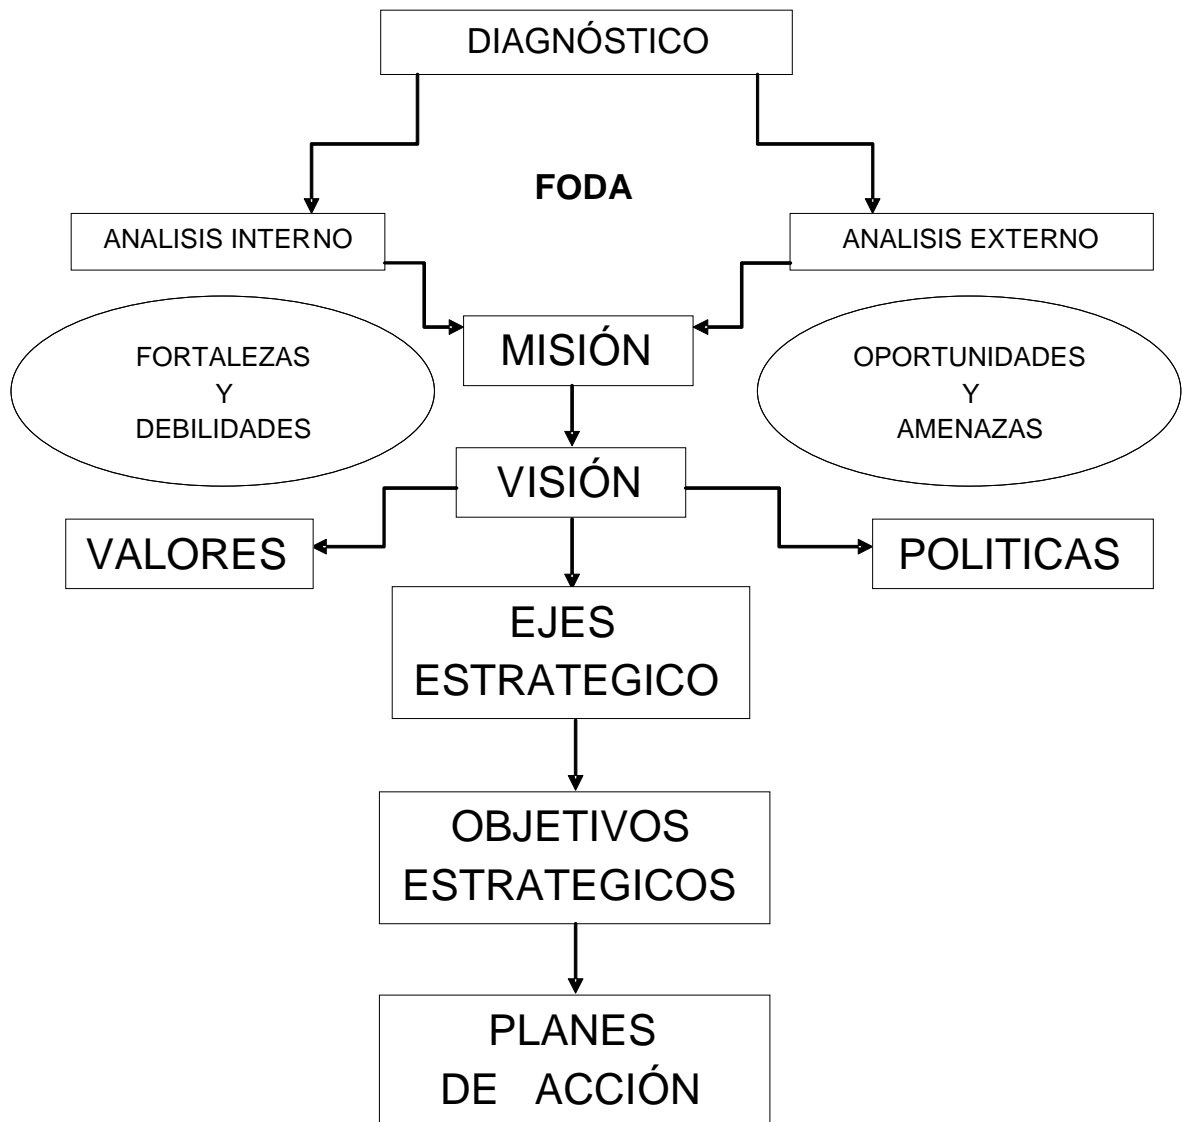 DIAGNÓSTICO
FODA
ANALISIS INTERNO
ANALISIS EXTERNO
MISIÓN
FORTALEZAS
Y
DEBILIDADES
OPORTUNIDADES
Y
AMENAZAS
VISIÓN
VALORES
POLITICAS
EJES
ESTRATEGICO
OBJETIVOS
ESTRATEGICOS
PLANES
DE ACCIÓN